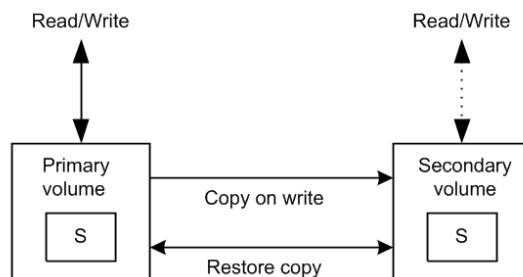 Read/Write
Read/Write
Primary
volume
S
Copy on write
Restore copy
Secondary
volume
S